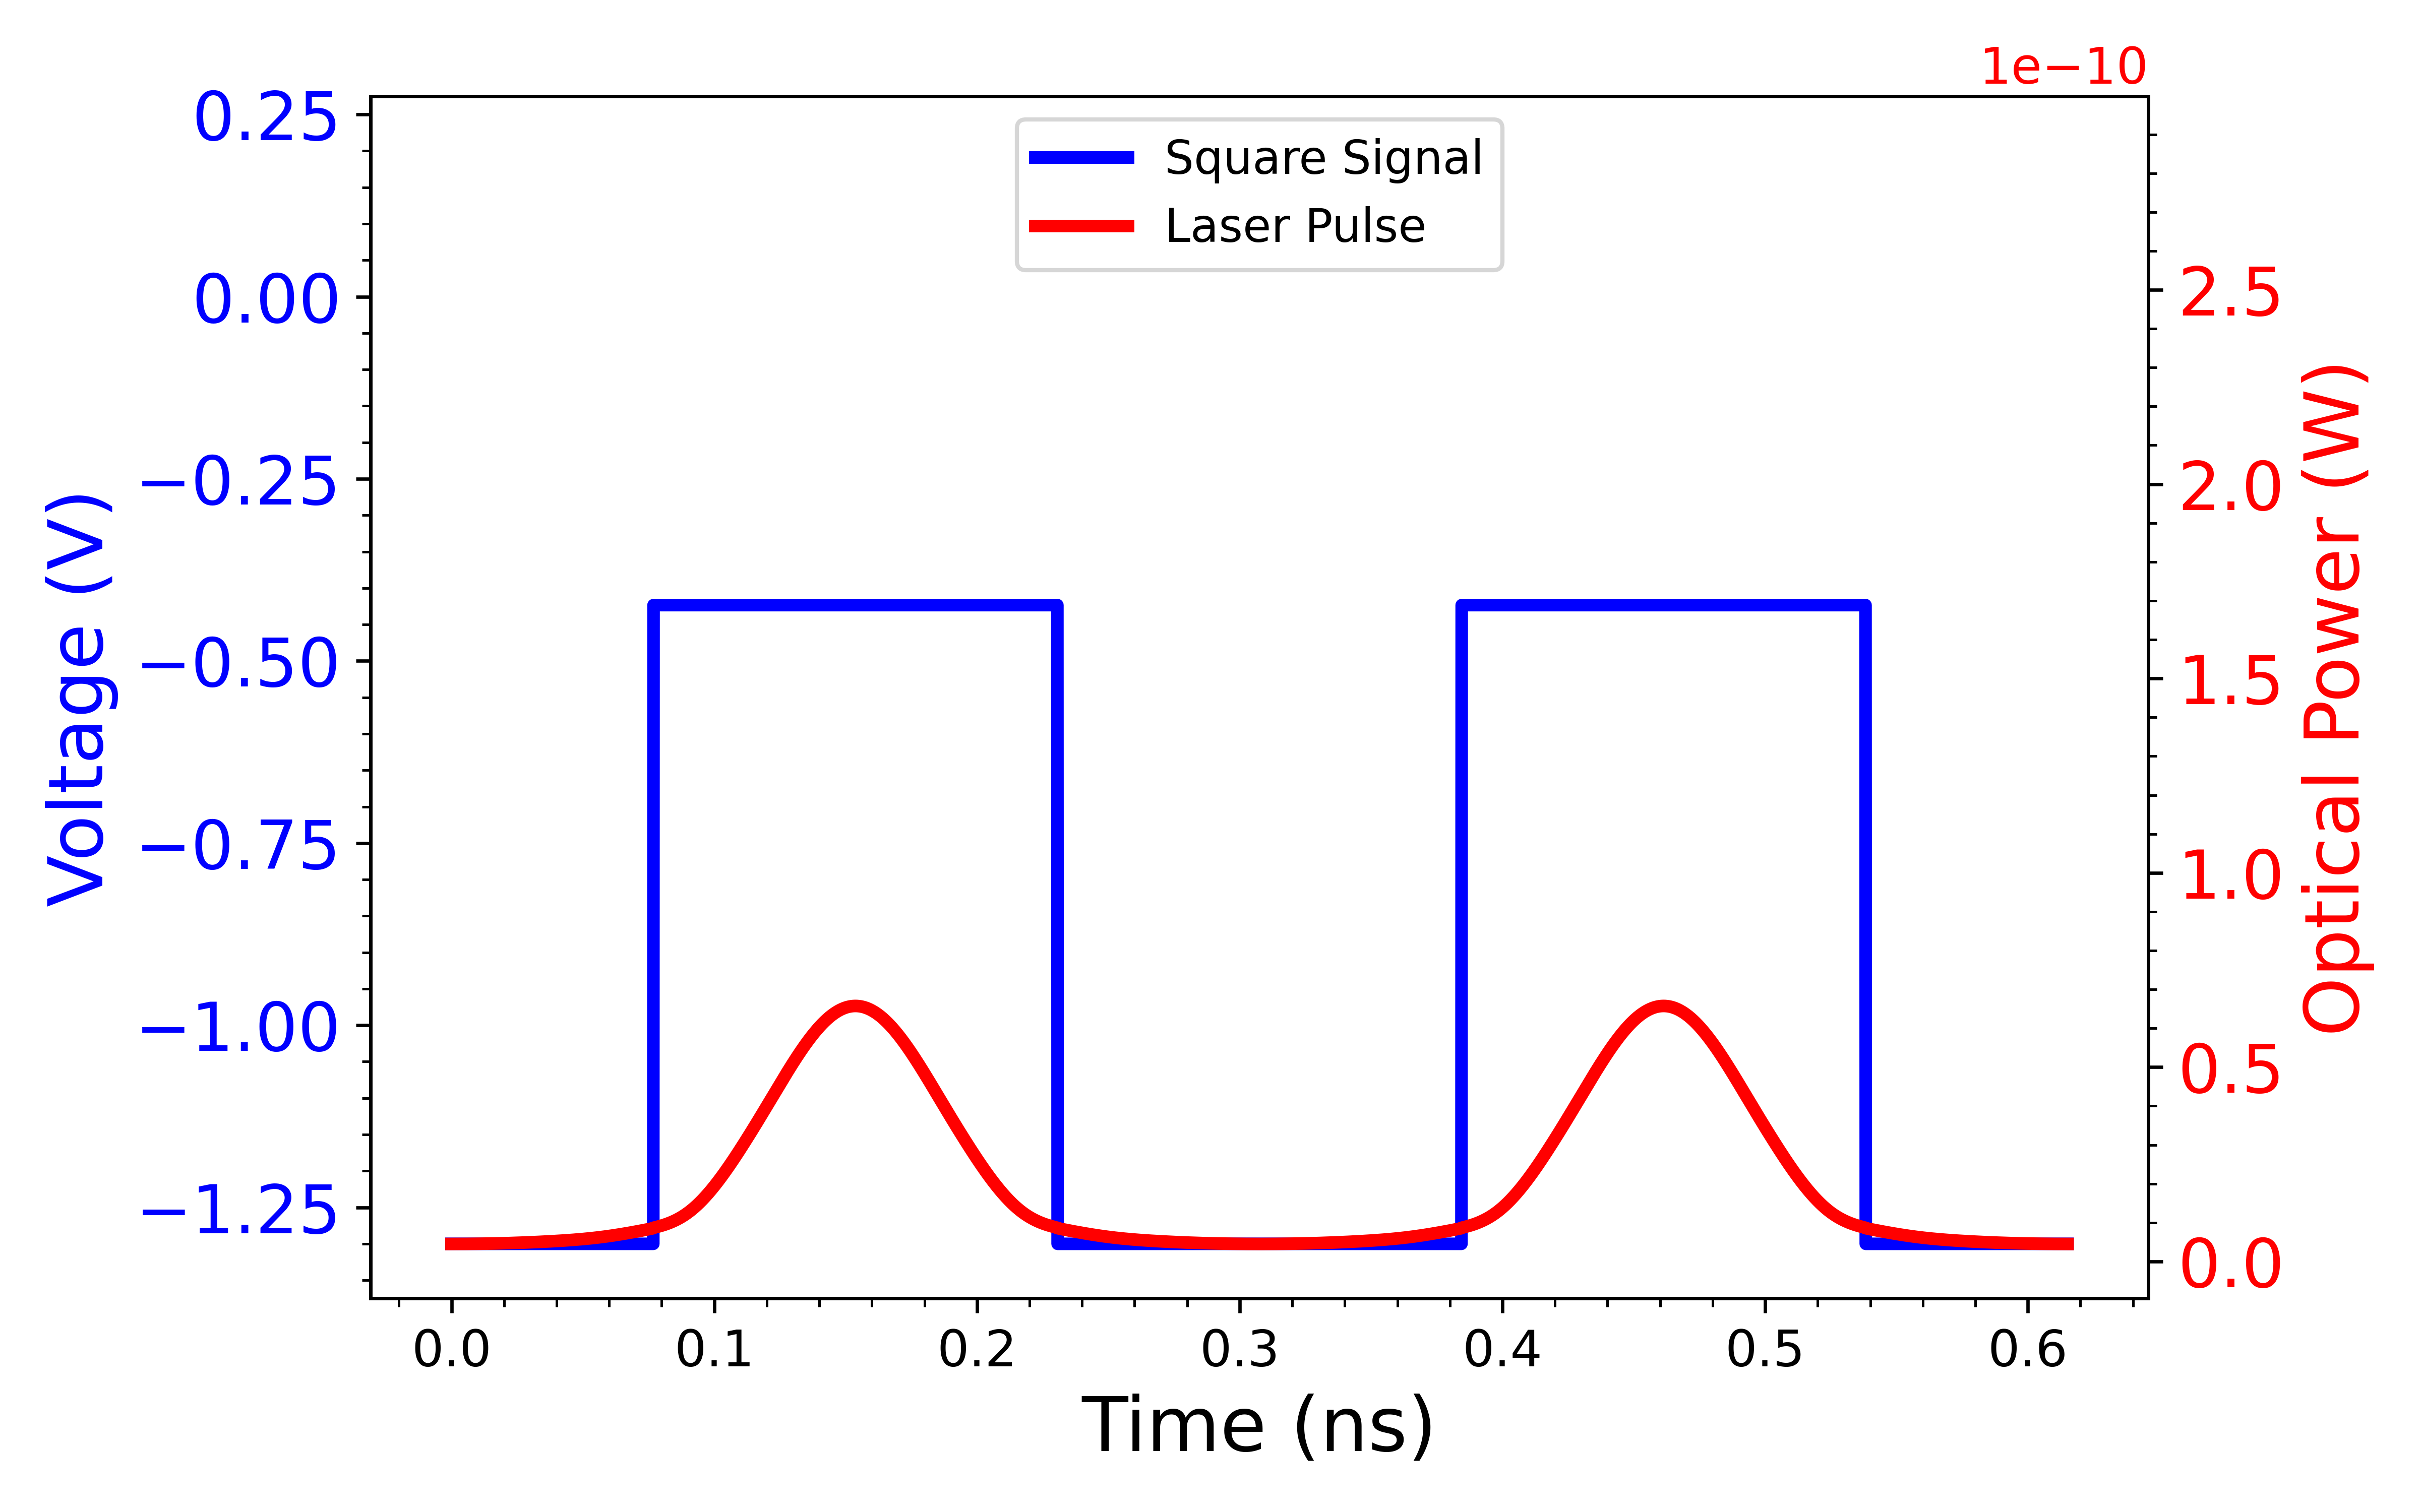 1e−10
Square Signal
Laser Pulse
Voltage (V)
0.25
0.00
−0.25
−0.50
−0.75
−1.00
−1.25
2.5
2.0
1.5
1.0
0.5
0.0
Optical Power (W)
0.0 0.1 0.2 0.3 0.4 0.5 0.6
Time (ns)